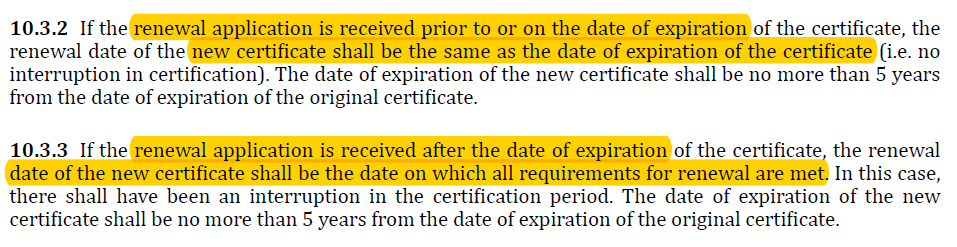 10.3.2 If the renewal application is received prior to or on the date of expiration of the certificate, the
renewal date of the new certificate shall be the same as the date of expiration of the certificate (i.e. no
interruption in certification). The date of expiration of the new certificate shall be no more than 5 years
from the date of expiration of the original certificate.
10.3.3 If the renewal application is received after the date of expiration of the certificate, the renewal
date of the new certificate shall be the date on which all requirements for renewal are met. In this case,
there shall have been an interruption in the certification period. The date of expiration of the new
certificate shall be no more than 5 years from the date of expiration of the original certificate.